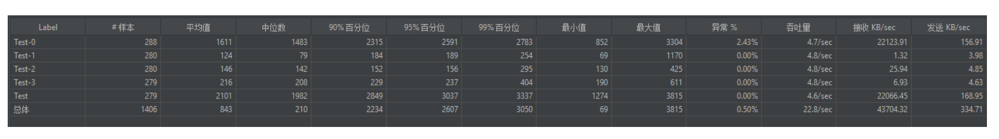 Label # 样本 平均值 中位数 90% 百分位 95% 百分位 99% 百分位 最小值 最大值 异常 % 吞吐量 接收 KB/sec 发送 KB/sec
Test-0 288 1611 1483 2315 2591 2783 852 3304 2.43% 4.7/sec 22123.91 156.91
Test-1 280 124 79 184 189 254 69 1170 0.00% 4.8/sec 1.32 3.98
Test-2 280 146 142 152 156 295 130 425 0.00% 4.8/sec 25.94 4.85
Test-3 279 216 208 229 237 404 190 611 0.00% 4.8/sec 6.93 4.63
Test 279 2101 1982 2849 3037 3337 1274 3815 0.00% 4.6/sec 22066.45 168.95
总体 1406 843 210 2234 2607 3050 69 3815 0.50% 22.8/sec 43704.32 334.71